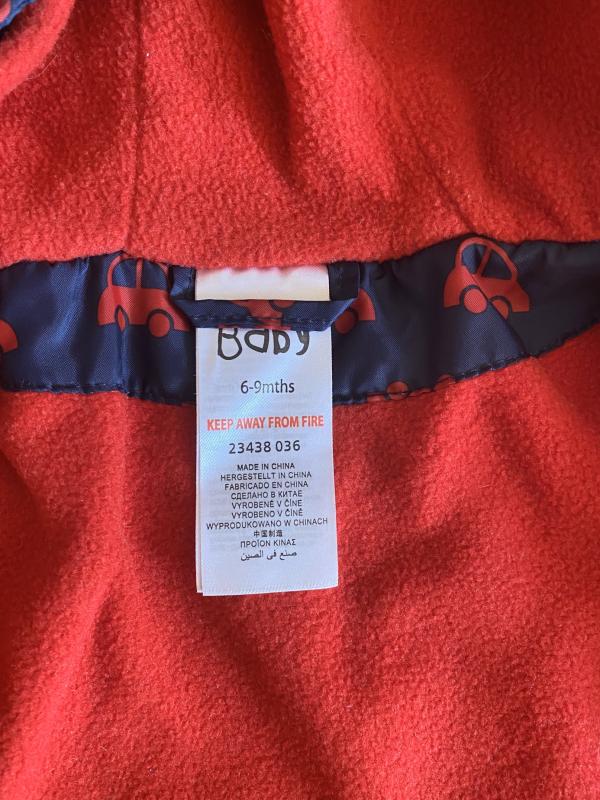 Baby
6-9mths
KEEP AWAY FROM FIRE
23438 036
MADE IN CHINA
HERGESTELLT IN CHINA
FABRICADO EN CHINA
СДЕЛАНО В КИТАЕ
VYROBENÉ V ČÍNE
VYROBENO V ČÍNĚ
WYPRODUKOWANO W CHINACH
中国制造
ΠΡΟΪΟΝ ΚΙΝΑΣ
صنع في الصين